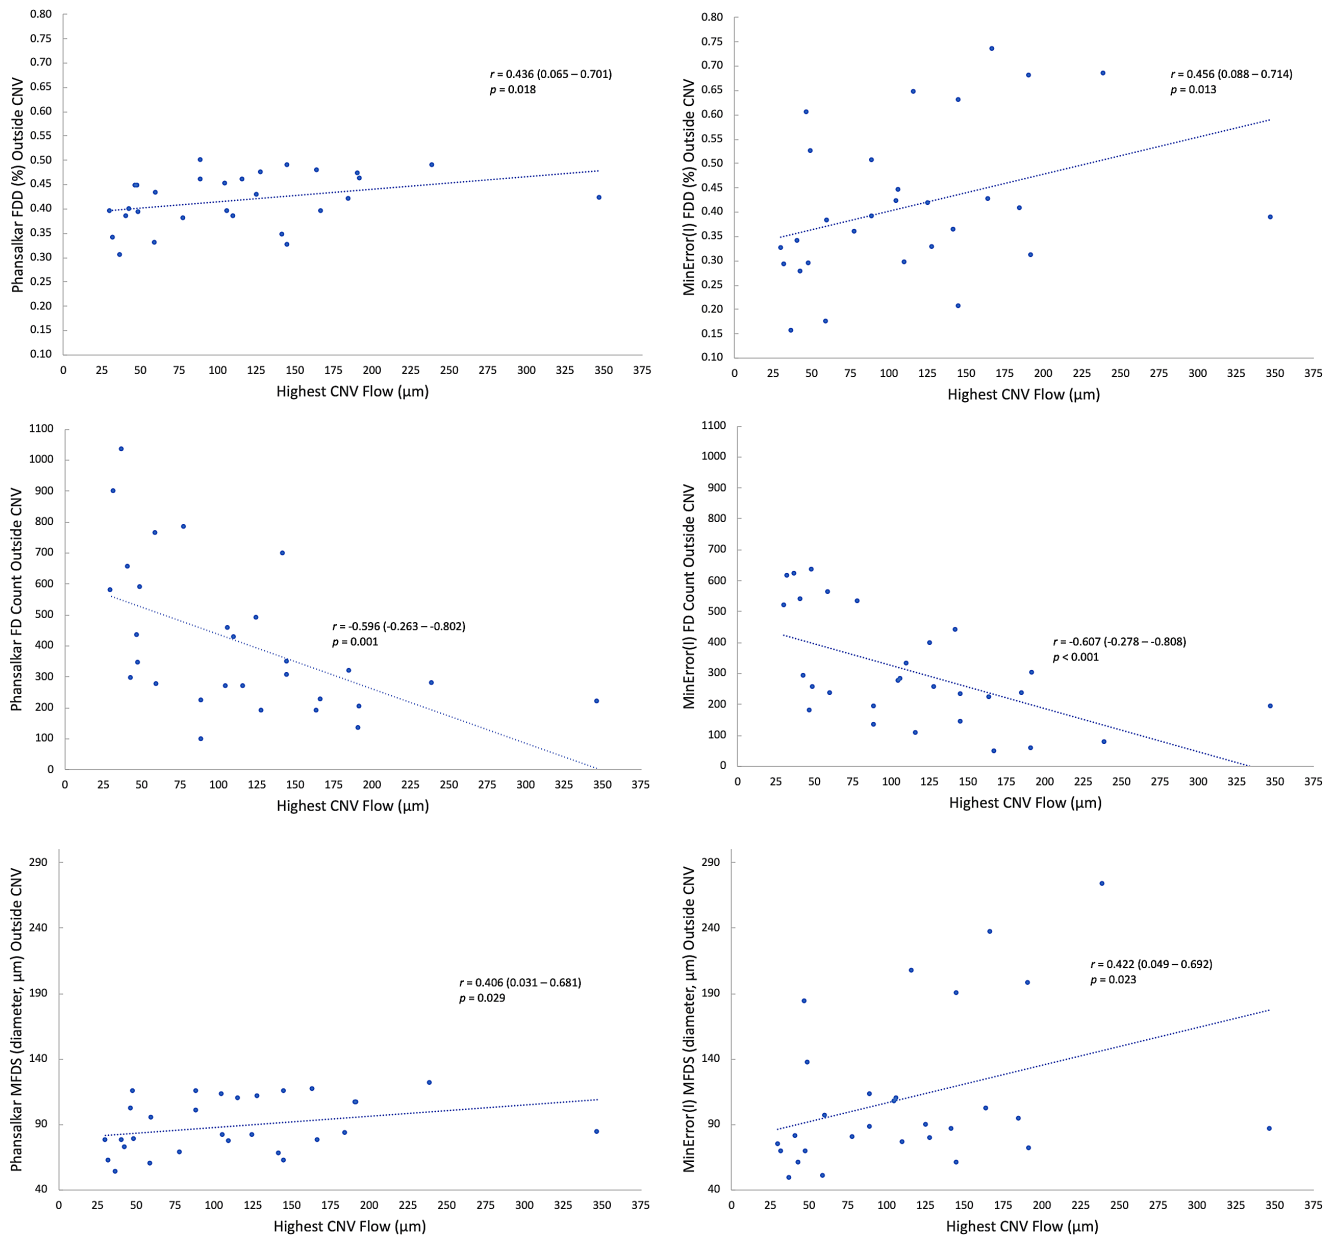 Phansalkar FDD (%) Outside CNV
0.80
0.75
0.70
0.65
0.60
0.55
0.50
0.45
0.40
0.35
0.30
0.25
0.20
0.15
0.10
r = 0.436 (0.065 – 0.701)
p = 0.018
0 25 50 75 100 125 150 175 200 225 250 275 300 325 350 375
Highest CNV Flow (μm)
MinError(I) FDD (%) Outside CNV
0.80
0.75
0.70
0.65
0.60
0.55
0.50
0.45
0.40
0.35
0.30
0.25
0.20
0.15
0.10
r = 0.456 (0.088 – 0.714)
p = 0.013
0 25 50 75 100 125 150 175 200 225 250 275 300 325 350 375
Highest CNV Flow (μm)
Phansalkar FD Count Outside CNV
1100
1000
900
800
700
600
500
400
300
200
100
0
r = -0.596 (-0.263 – -0.802)
p = 0.001
0 25 50 75 100 125 150 175 200 225 250 275 300 325 350 375
Highest CNV Flow (μm)
MinError(I) FD Count Outside CNV
1100
1000
900
800
700
600
500
400
300
200
100
0
r = -0.607 (-0.278 – -0.808)
p < 0.001
0 25 50 75 100 125 150 175 200 225 250 275 300 325 350 375
Highest CNV Flow (μm)
Phansalkar MFDS (diameter, μm) Outside CNV
290
240
190
140
90
40
r = 0.406 (0.031 – 0.681)
p = 0.029
0 25 50 75 100 125 150 175 200 225 250 275 300 325 350 375
Highest CNV Flow (μm)
MinError(I) MFDS (diameter, μm) Outside CNV
290
240
190
140
90
40
r = 0.422 (0.049 – 0.692)
p = 0.023
0 25 50 75 100 125 150 175 200 225 250 275 300 325 350 375
Highest CNV Flow (μm)